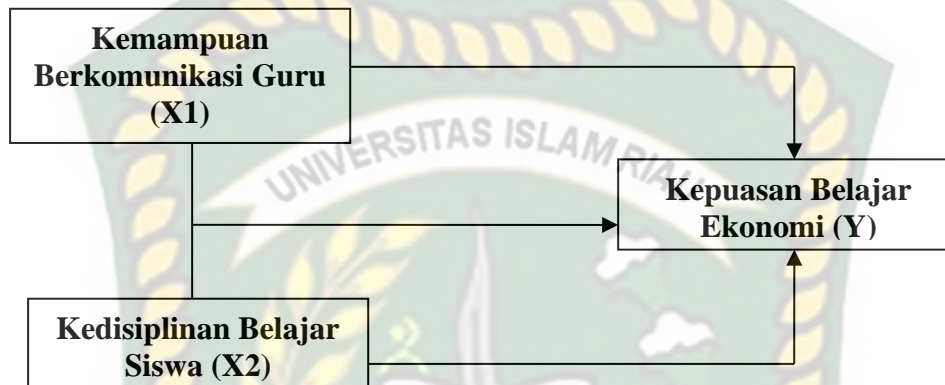 Kemampuan
Berkomunikasi Guru
(X1)
UNIVERSITAS ISLAM RIAU
Kepuasan Belajar
Ekonomi (Y)
Kedisiplinan Belajar
Siswa (X2)